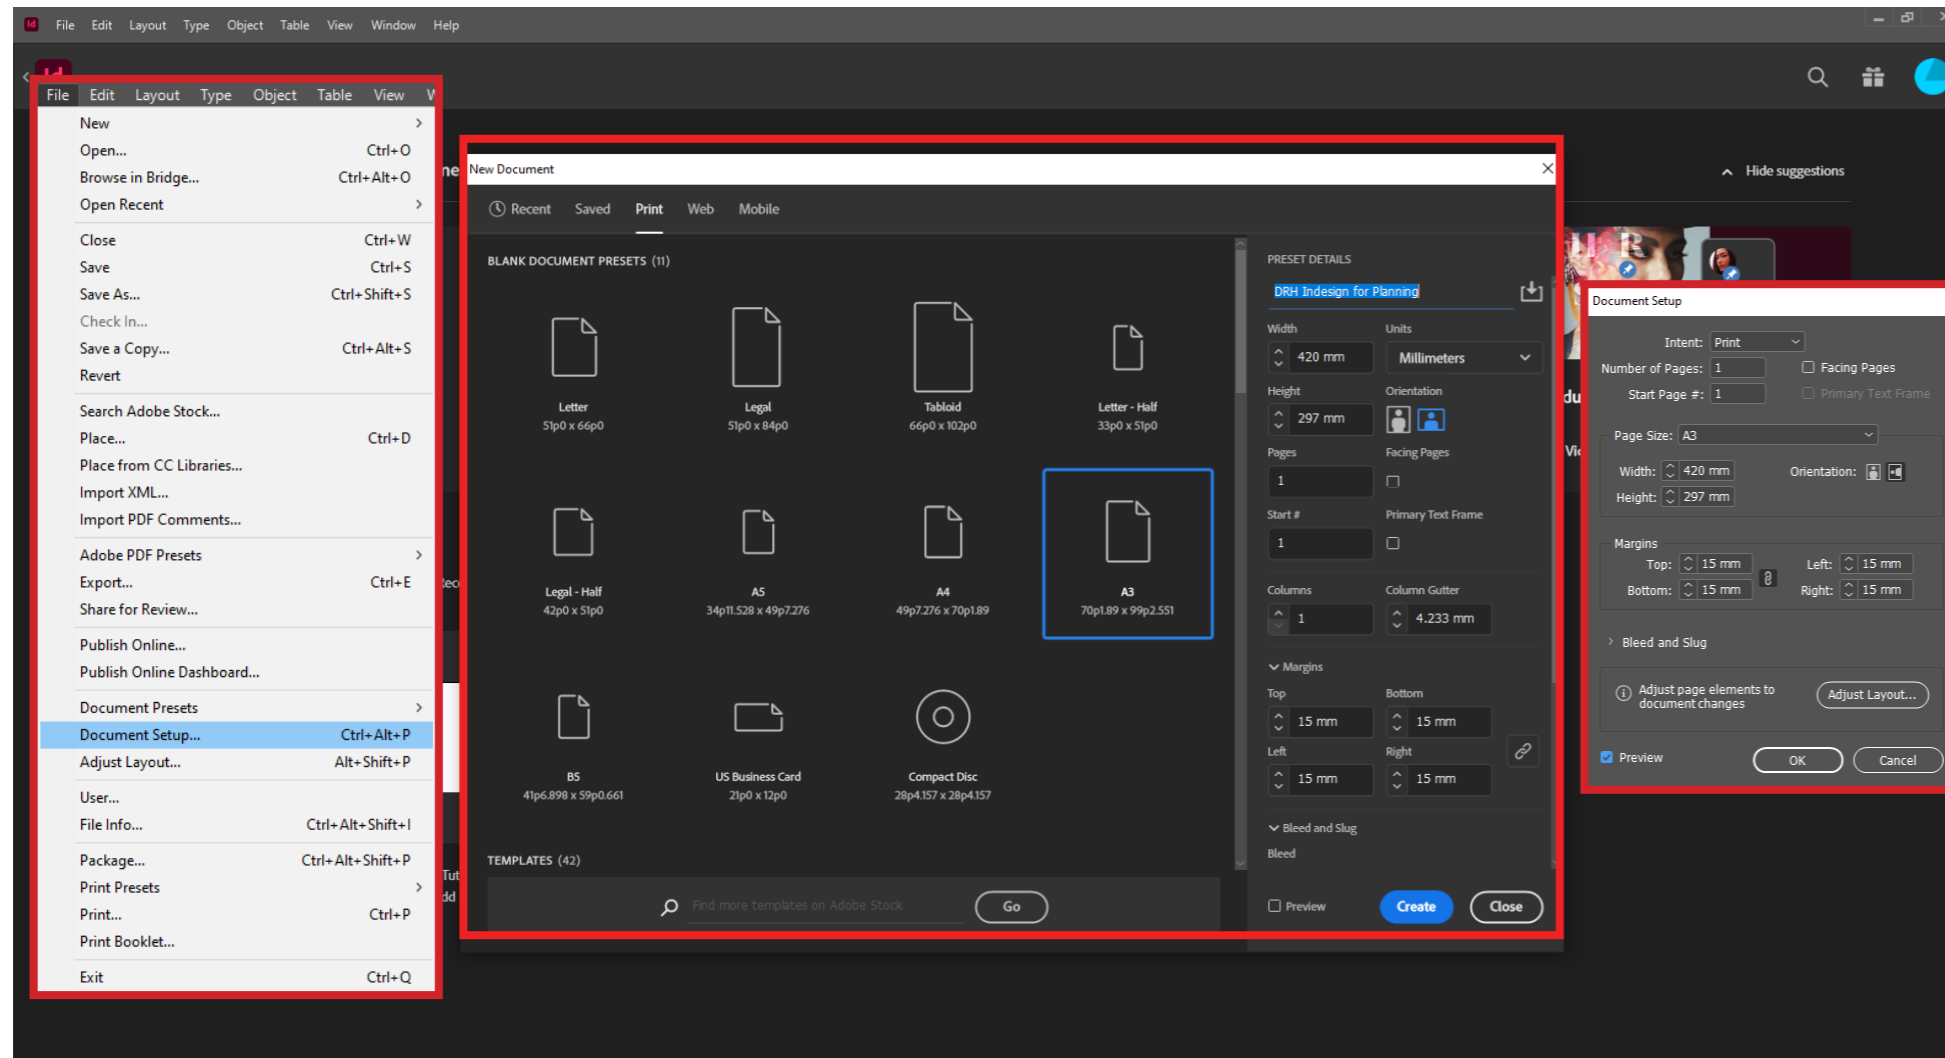 Id File Edit Layout Type Object Table View Window Help
Id
File Edit Layout Type Object Table View
New
Open... Ctrl+O
Browse in Bridge... Ctrl+Alt+O
Open Recent
Close Ctrl+W
Save Ctrl+S
Save As... Ctrl+Shift+S
Check In...
Save a Copy... Ctrl+Alt+S
Revert
Search Adobe Stock...
Place... Ctrl+D
Place from CC Libraries...
Import XML...
Import PDF Comments...
Adobe PDF Presets
Export... Ctrl+E
Share for Review...
Publish Online...
Publish Online Dashboard...
Document Presets
Document Setup... Ctrl+Alt+P
Adjust Layout... Alt+Shift+P
User...
File Info... Ctrl+Alt+Shift+I
Package... Ctrl+Alt+Shift+P
Print Presets
Print... Ctrl+P
Print Booklet...
Exit Ctrl+Q
New Document
Recent Saved Print Web Mobile
BLANK DOCUMENT PRESETS (11)
Letter Legal Tabloid Letter - Half
51p0 x 66p0 51p0 x 84p0 66p0 x 102p0 33p0 x 51p0
Legal - Half A5 A4 A3
42p0 x 51p0 34p11.528 x 49p7.276 49p7.276 x 70p1.89 70p1.89 x 99p2.551
B5 US Business Card Compact Disc
41p6.898 x 59p0.661 21p0 x 12p0 28p4.157 x 28p4.157
TEMPLATES (42)
Find more templates on Adobe Stock Go
PRESET DETAILS
DRH Indesign for Planning
Width Units
420 mm Millimeters
Height Orientation
297 mm
Pages Facing Pages
1
Start # Primary Text Frame
1
Columns Column Gutter
1 4.233 mm
Margins
Top Bottom
15 mm 15 mm
Left Right
15 mm 15 mm
Bleed and Slug
Bleed
Preview Create Close
Hide suggestions
Document Setup
Intent: Print
Number of Pages: 1 Facing Pages
Start Page #: 1 Primary Text Frame
Page Size: A3
Width: 420 mm Orientation:
Height: 297 mm
Margins
Top: 15 mm Left: 15 mm
Bottom: 15 mm Right: 15 mm
Bleed and Slug
Adjust page elements to
document changes Adjust Layout...
Preview OK Cancel